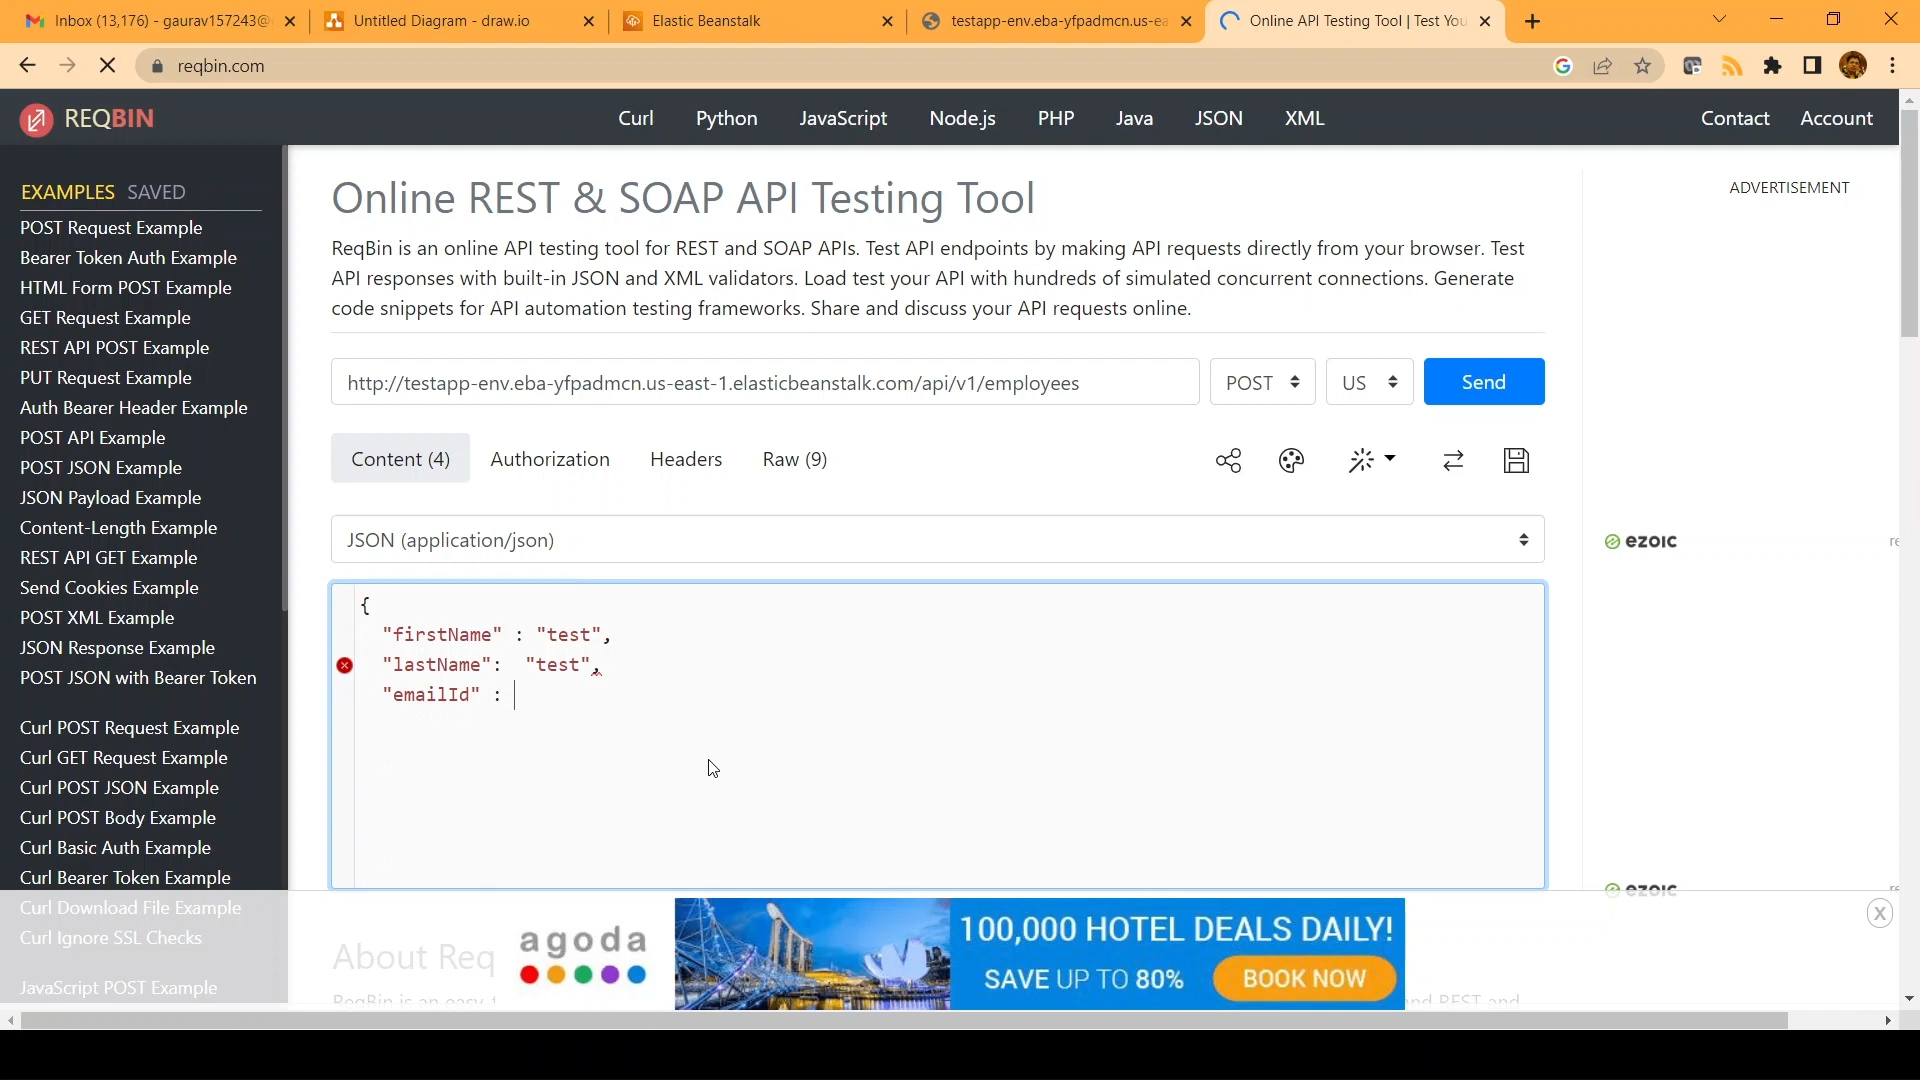 Inbox (13,176) - gaurav157243@
Untitled Diagram - draw.io
Elastic Beanstalk
testapp-env.eba-yfpadmcn.us-ea
Online API Testing Tool | Test You
reqbin.com
REQBIN
Curl
Python
JavaScript
Node.js
PHP
Java
JSON
XML
Contact
Account
EXAMPLES SAVED
POST Request Example
Bearer Token Auth Example
HTML Form POST Example
GET Request Example
REST API POST Example
PUT Request Example
Auth Bearer Header Example
POST API Example
POST JSON Example
JSON Payload Example
Content-Length Example
REST API GET Example
Send Cookies Example
POST XML Example
JSON Response Example
POST JSON with Bearer Token
Curl POST Request Example
Curl GET Request Example
Curl POST JSON Example
Curl POST Body Example
Curl Basic Auth Example
Curl Bearer Token Example
Curl Download File Example
Curl Ignore SSL Checks
JavaScript POST Example
Online REST & SOAP API Testing Tool
ReqBin is an online API testing tool for REST and SOAP APIs. Test API endpoints by making API requests directly from your browser. Test
API responses with built-in JSON and XML validators. Load test your API with hundreds of simulated concurrent connections. Generate
code snippets for API automation testing frameworks. Share and discuss your API requests online.
http://testapp-env.eba-yfpadmcn.us-east-1.elasticbeanstalk.com/api/v1/employees
POST
US
Send
Content (4)
Authorization
Headers
Raw (9)
JSON (application/json)
{
"firstName" : "test",
"lastName":  "test",
"emailId" :
About Req
agoda
100,000 HOTEL DEALS DAILY!
SAVE UP TO 80%
BOOK NOW
nd REST and
ADVERTISEMENT
ezoic
re
ezoic